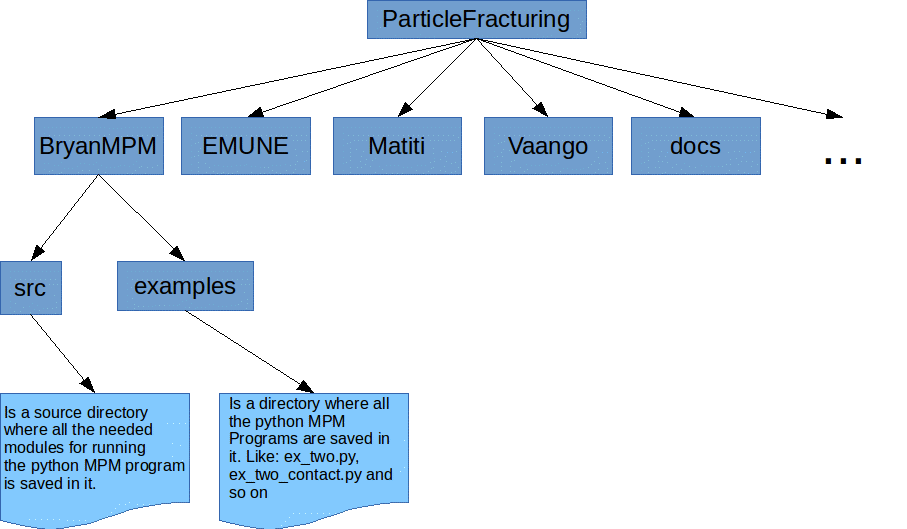 ParticleFracturing
BryanMPM
EMUNE
Matiti
Vaango
docs
...
src
examples
Is a source directory
where all the needed
modules for running
the python MPM program
is saved in it.
Is a directory where all
the python MPM
Programs are saved in
it. Like: ex_two.py,
ex_two_contact.py and
so on